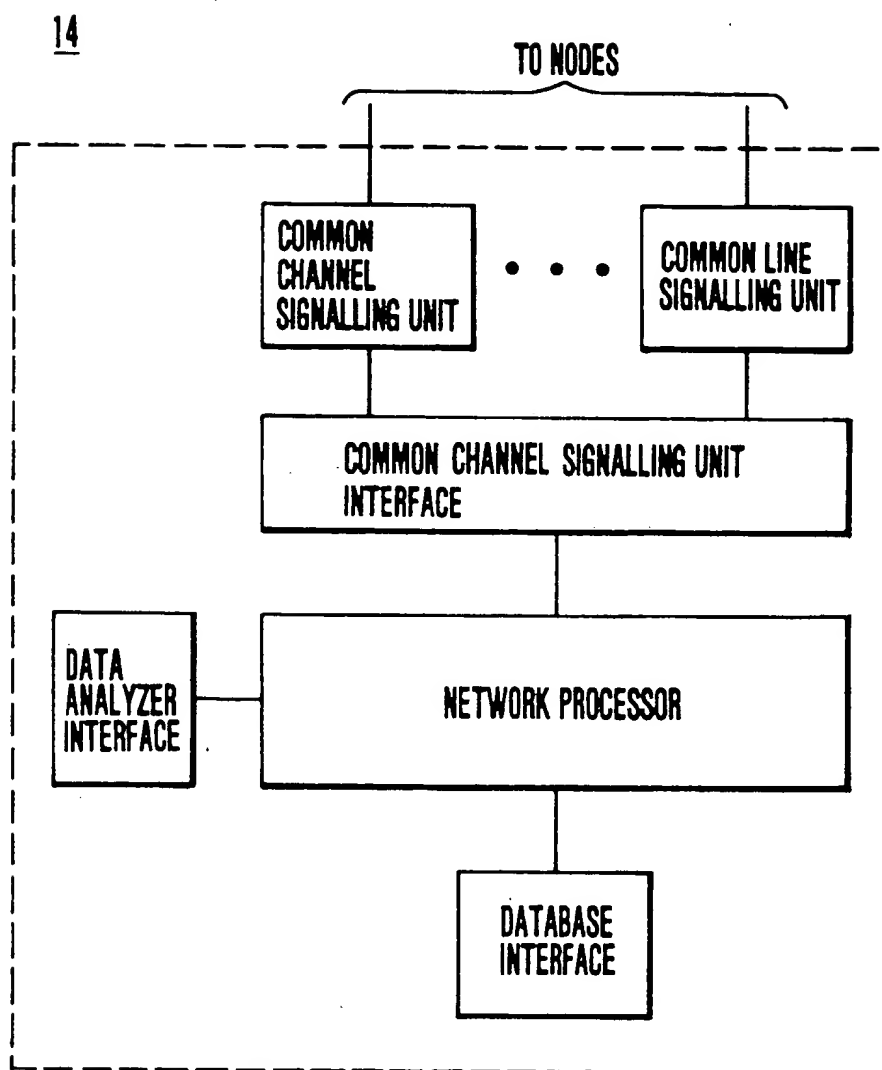 14
TO NODES
COMMON
CHANNEL
SIGNALLING UNIT
COMMON LINE
SIGNALLING UNIT
COMMON CHANNEL SIGNALLING UNIT
INTERFACE
DATA
ANALYZER
INTERFACE
NETWORK PROCESSOR
DATABASE
INTERFACE